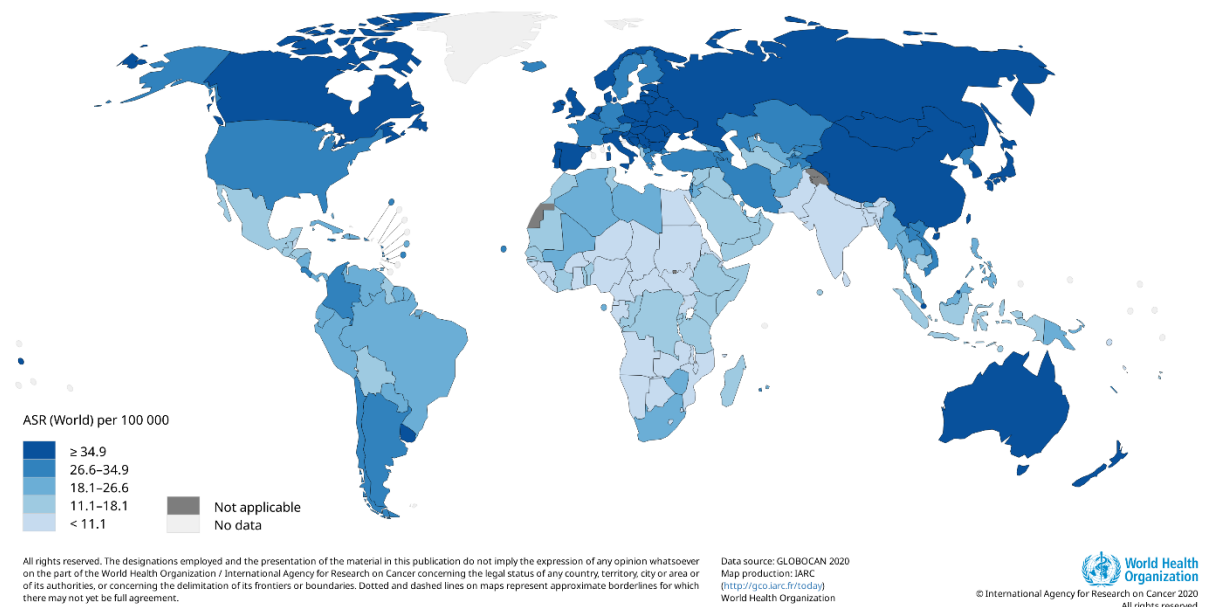 ASR (World) per 100 000
≥ 34.9
26.6–34.9
18.1–26.6
11.1–18.1
< 11.1
Not applicable
No data
All rights reserved. The designations employed and the presentation of the material in this publication do not imply the expression of any opinion whatsoever
on the part of the World Health Organization / International Agency for Research on Cancer concerning the legal status of any country, territory, city or area or
of its authorities, or concerning the delimitation of its frontiers or boundaries. Dotted and dashed lines on maps represent approximate borderlines for which
there may not yet be full agreement.
Data source: GLOBOCAN 2020
Map production: IARC
(http://gco.iarc.fr/today)
World Health Organization
World Health
Organization
© International Agency for Research on Cancer 2020
All rights reserved